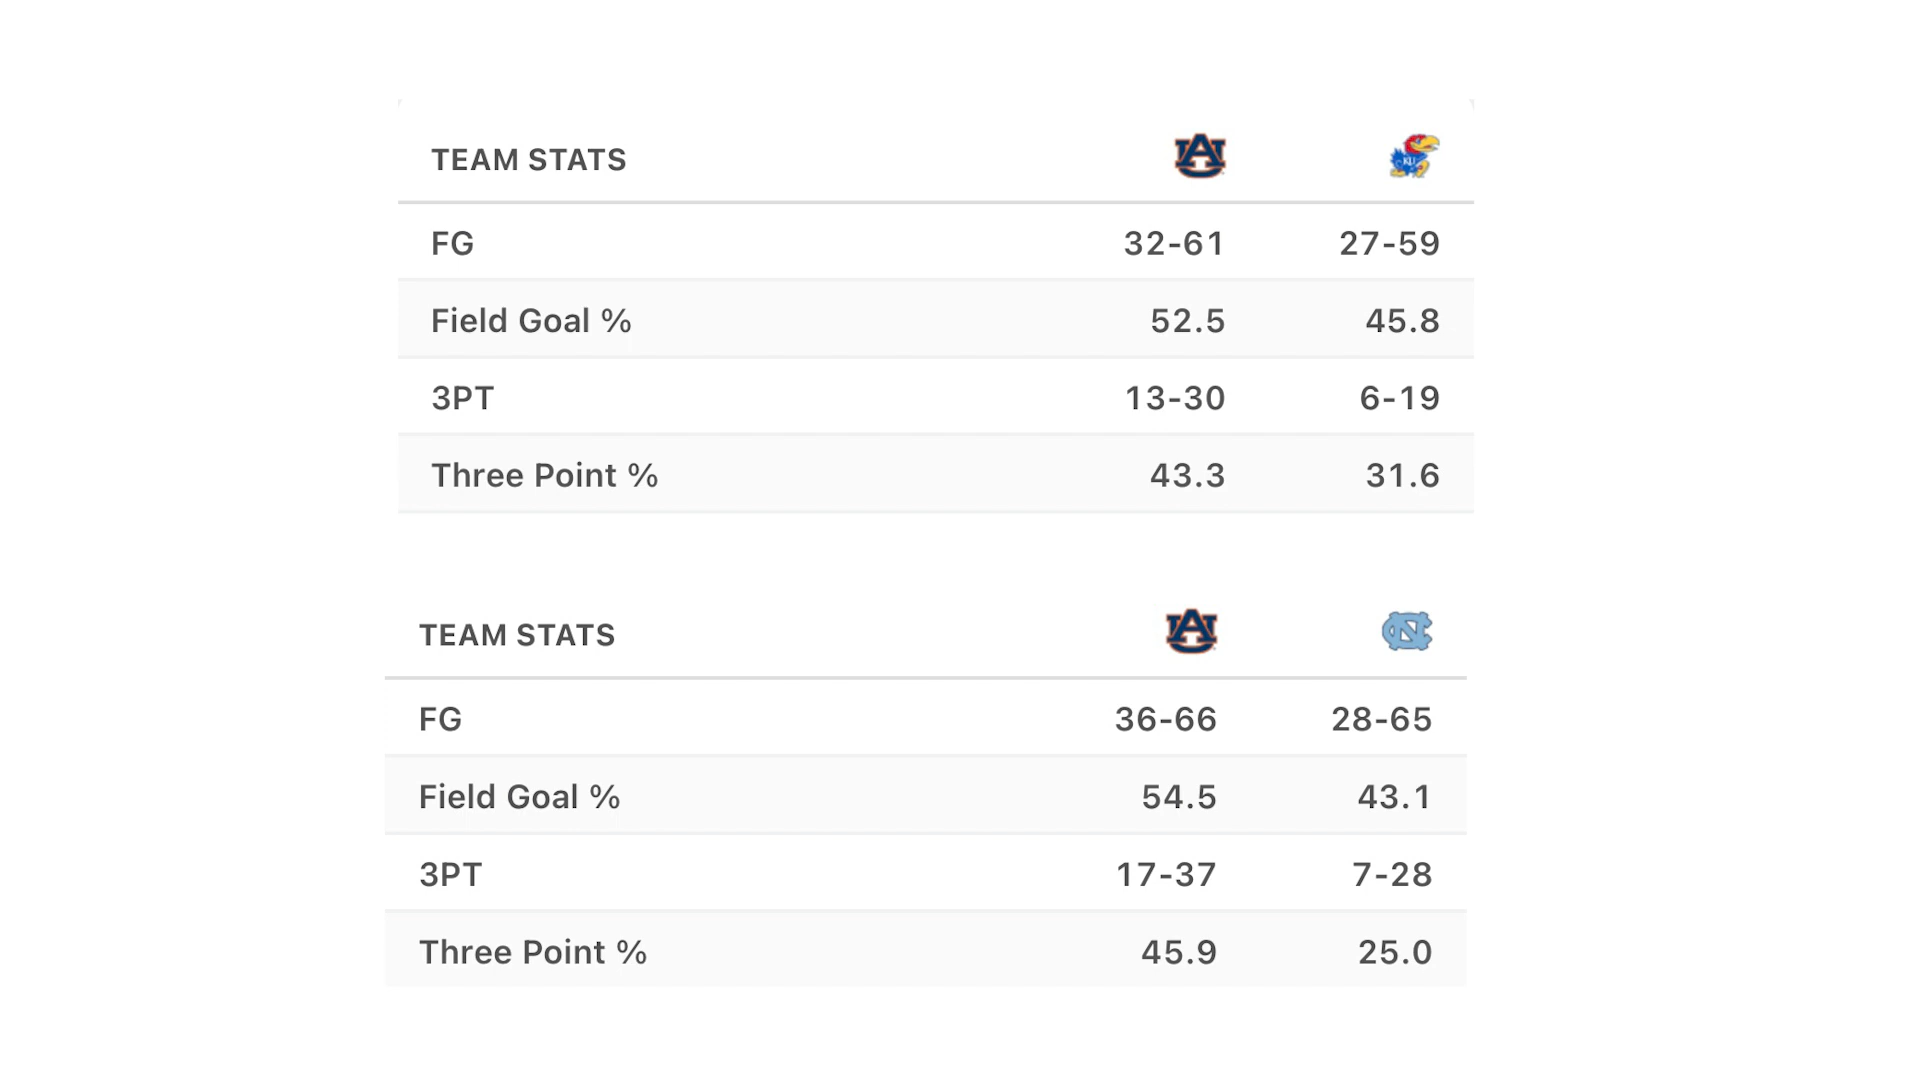 TEAM STATS
FG 32-61 27-59
Field Goal % 52.5 45.8
3PT 13-30 6-19
Three Point % 43.3 31.6
TEAM STATS
FG 36-66 28-65
Field Goal % 54.5 43.1
3PT 17-37 7-28
Three Point % 45.9 25.0